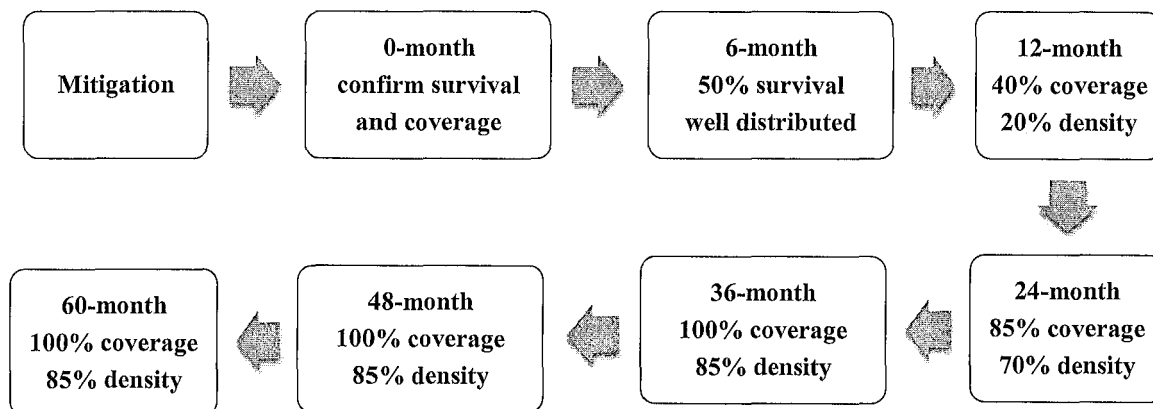 Mitigation
0-month
confirm survival
and coverage
6-month
50% survival
well distributed
12-month
40% coverage
20% density
24-month
85% coverage
70% density
36-month
100% coverage
85% density
48-month
100% coverage
85% density
60-month
100% coverage
85% density